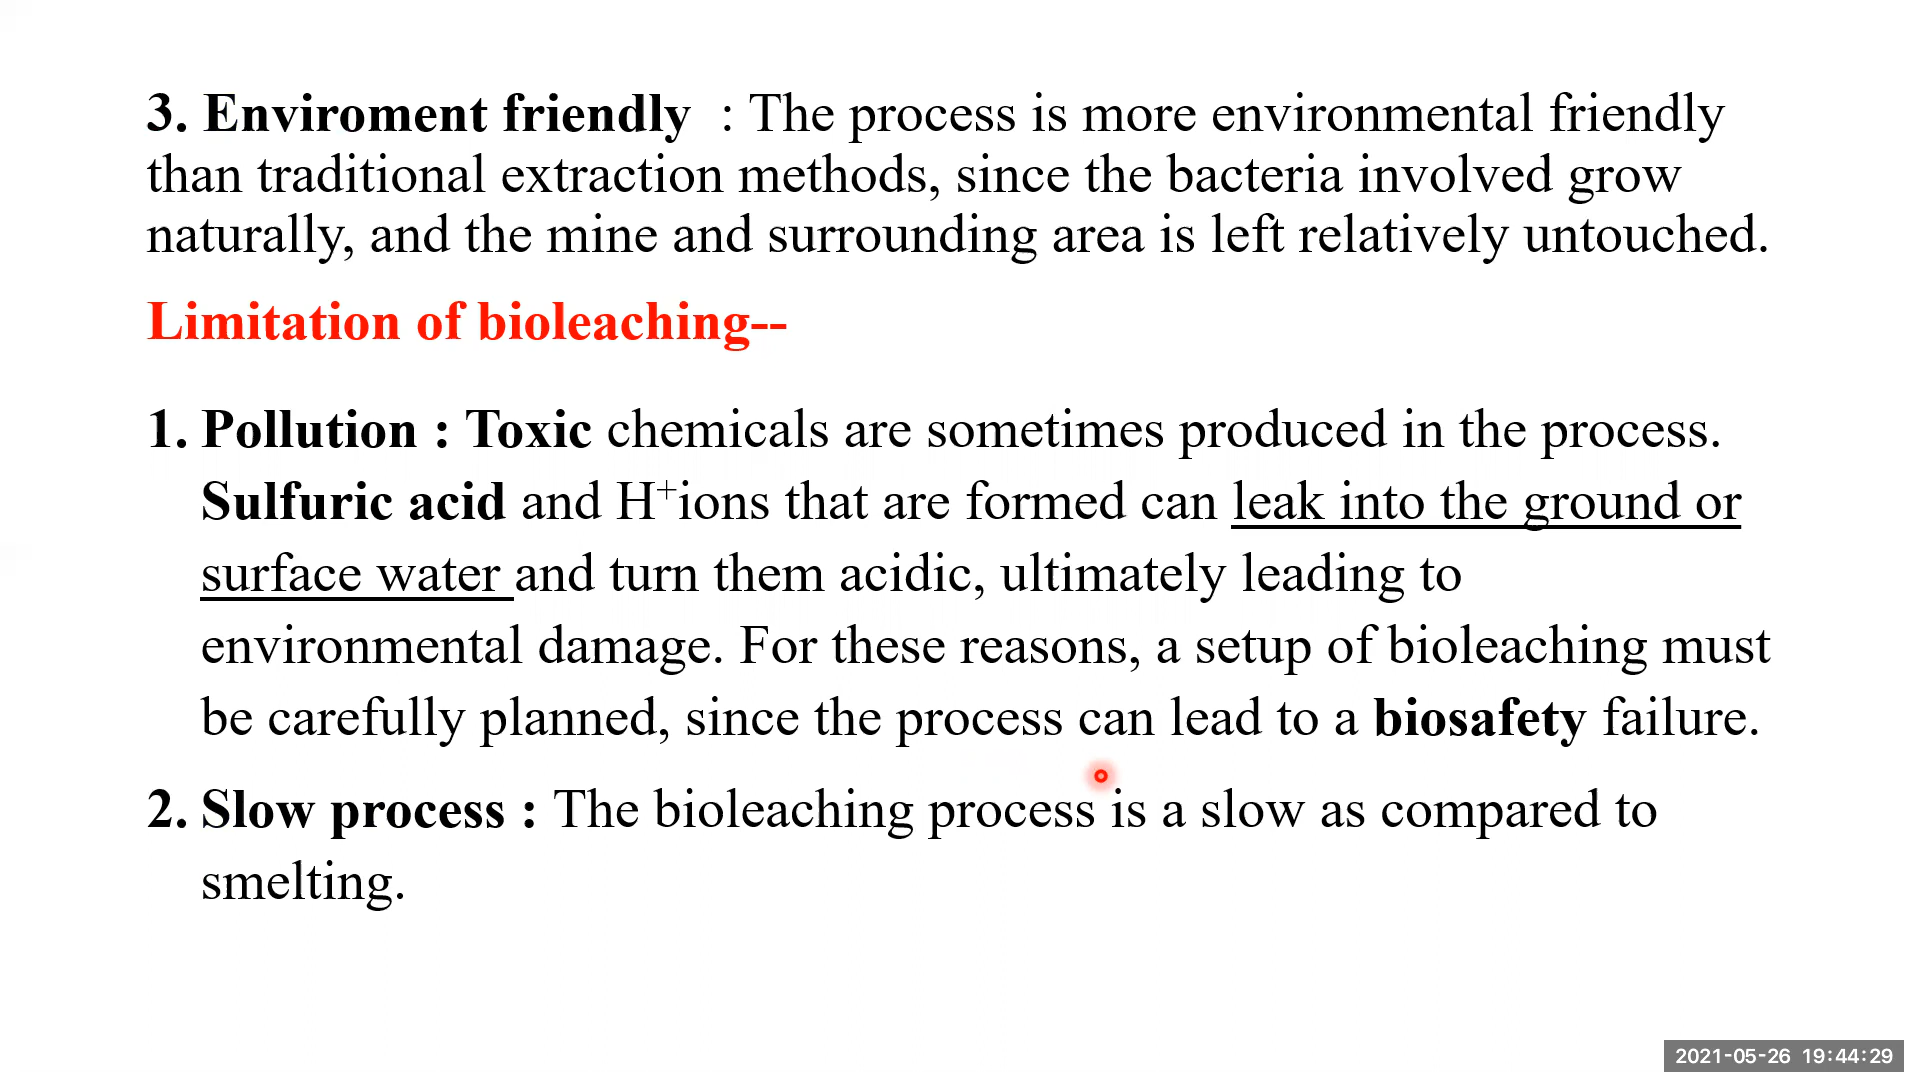 3. Enviroment friendly : The process is more environmental friendly
than traditional extraction methods, since the bacteria involved grow
naturally, and the mine and surrounding area is left relatively untouched.
Limitation of bioleaching--
1. Pollution : Toxic chemicals are sometimes produced in the process.
Sulfuric acid and H⁺ions that are formed can leak into the ground or
surface water and turn them acidic, ultimately leading to
environmental damage. For these reasons, a setup of bioleaching must
be carefully planned, since the process can lead to a biosafety failure.
2. Slow process : The bioleaching process is a slow as compared to
smelting.
2021-05-26 19:44:29